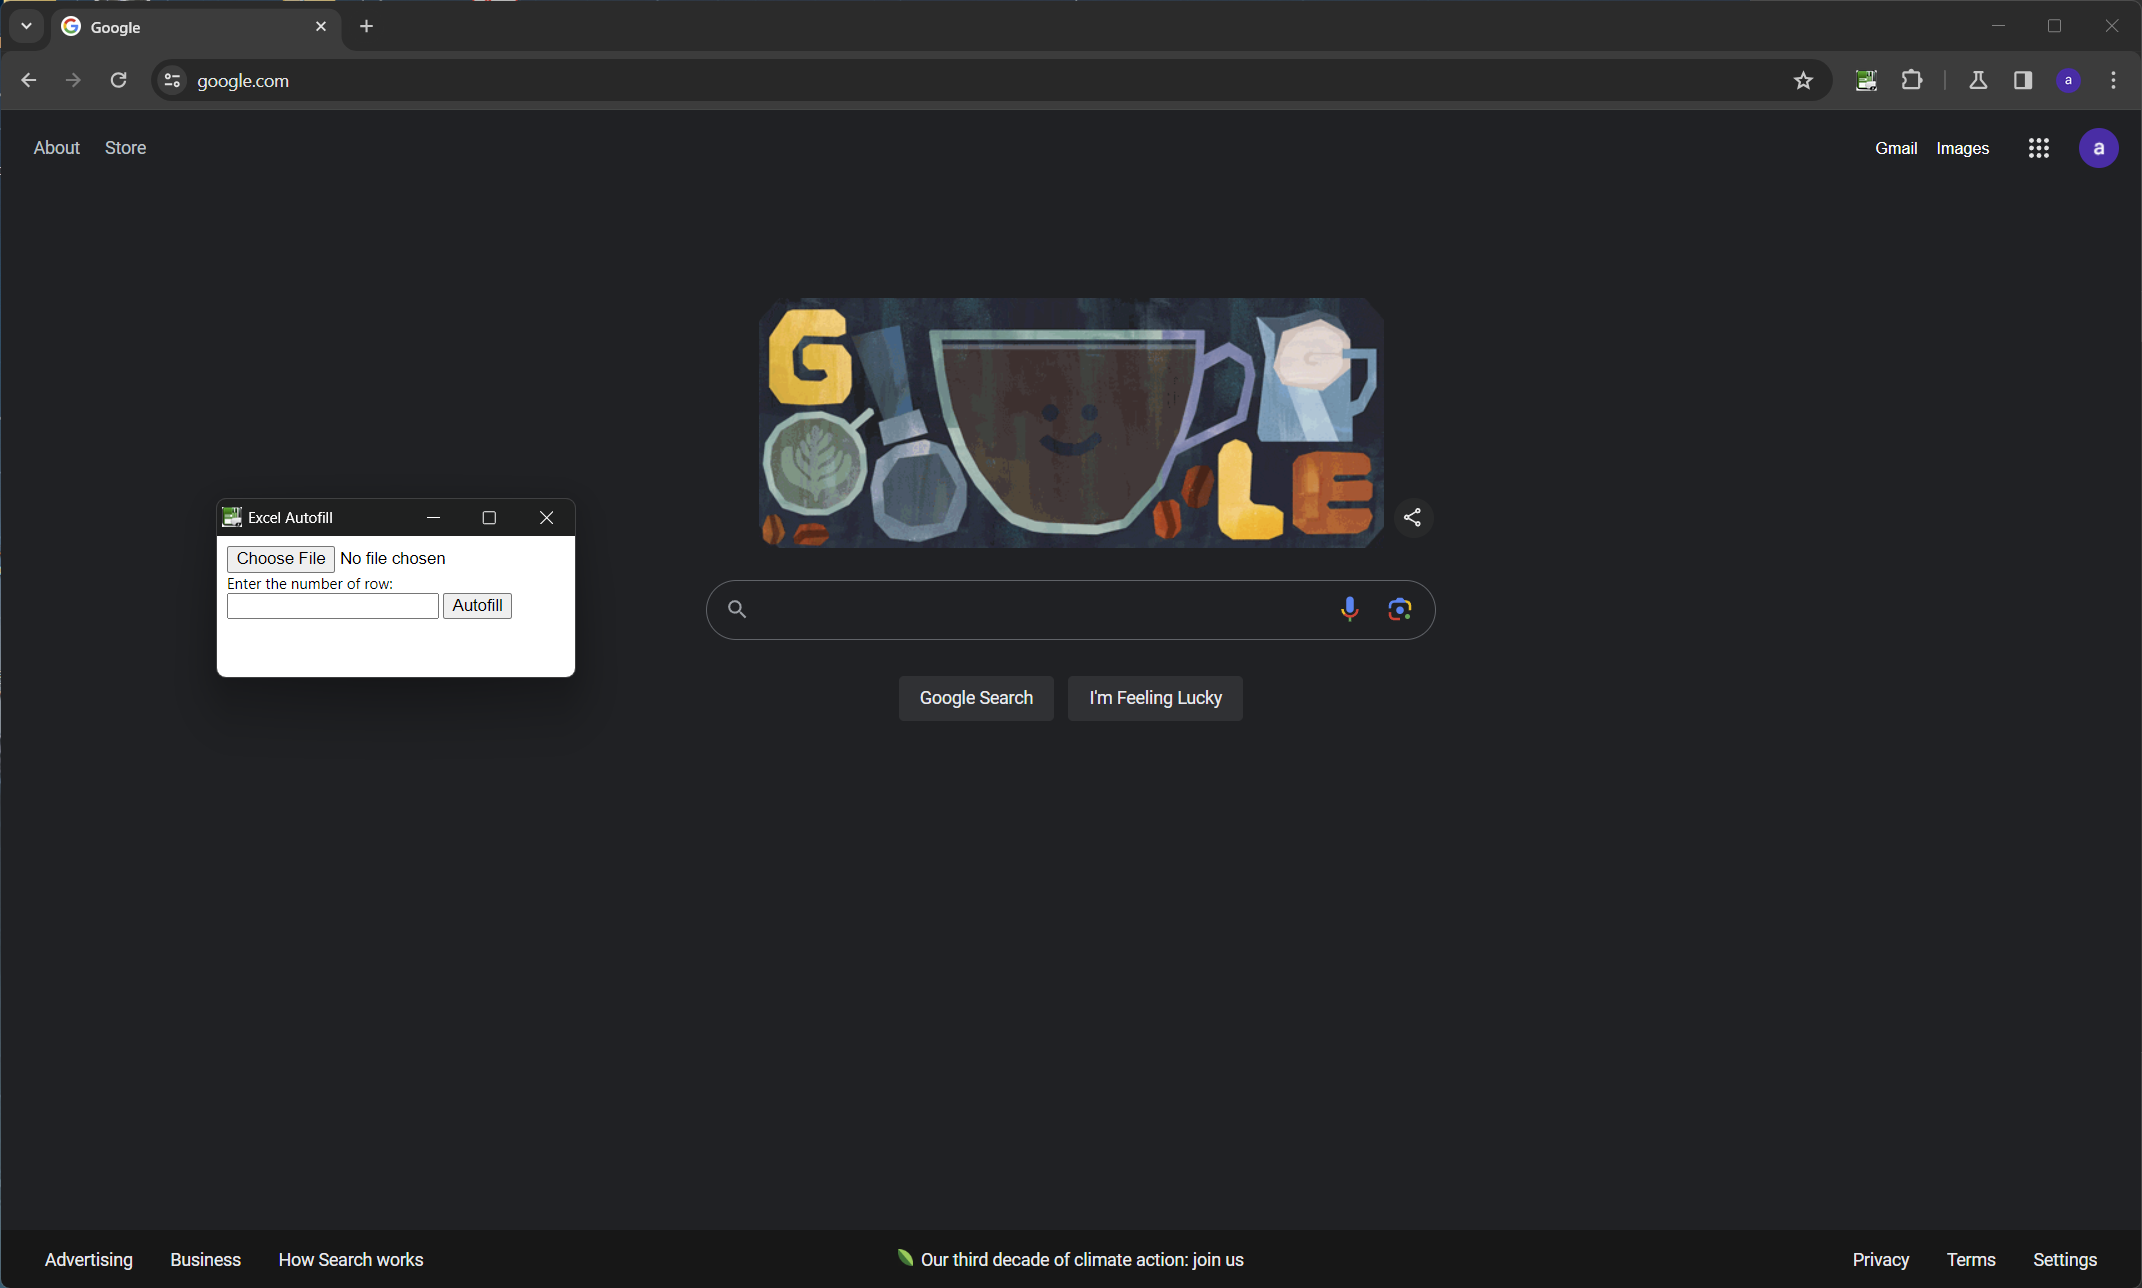 Google
google.com
a
About Store
Gmail Images
a
GOOGLE
Excel Autofill
Choose File No file chosen
Enter the number of row:
Autofill
Google Search I'm Feeling Lucky
Advertising Business How Search works
Our third decade of climate action: join us
Privacy Terms Settings